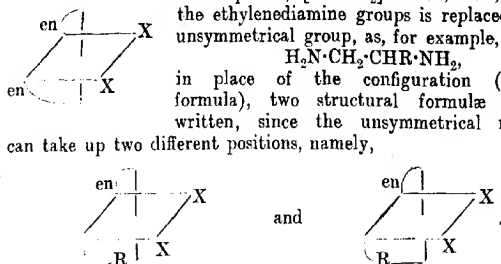 the ethylenediamine groups is replace
en X unsymmetrical group, as, for example,
H₂N·CH₂·CHR·NH₂,
en X in place of the configuration (
formula), two structural formulæ
written, since the unsymmetrical
can take up two different positions, namely,
en X and en X
R X R X